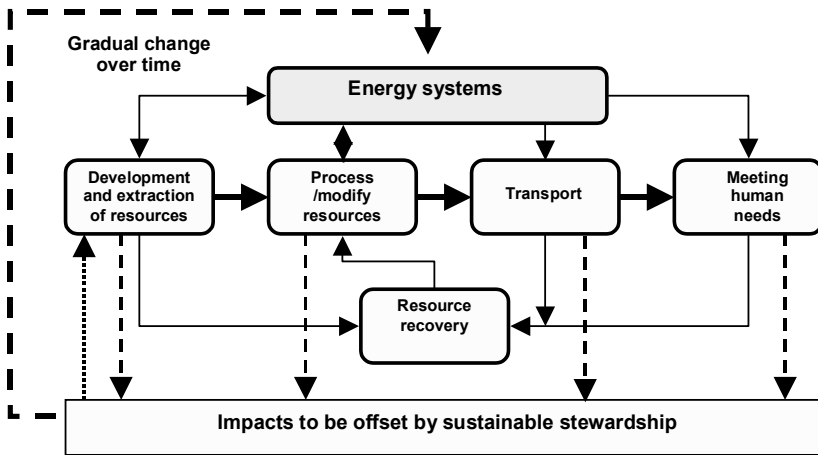 Gradual change
over time
Energy systems
Development
and extraction
of resources
Process
/modify
resources
Transport
Meeting
human
needs
Resource
recovery
Impacts to be offset by sustainable stewardship